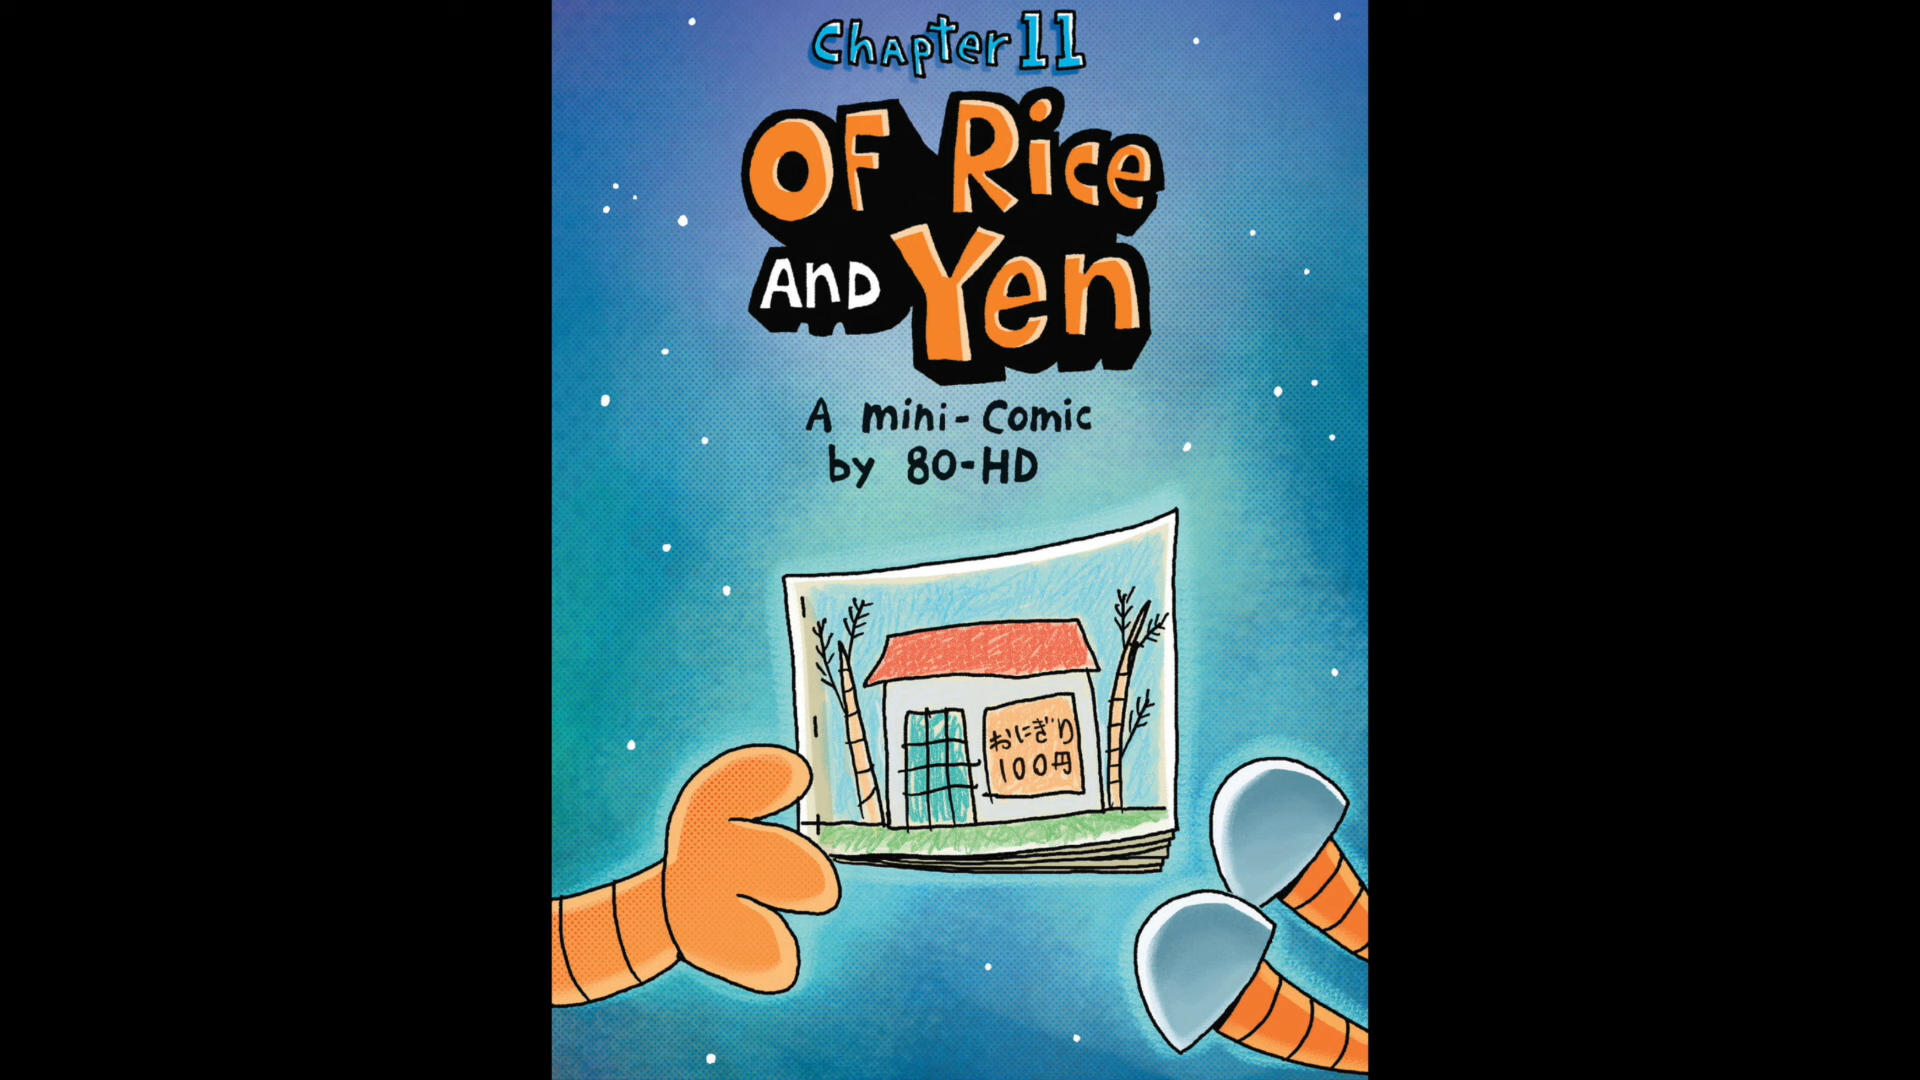 Chapter 11
OF Rice
AND Yen
A mini-Comic
by 80-HD
おにぎり
100円